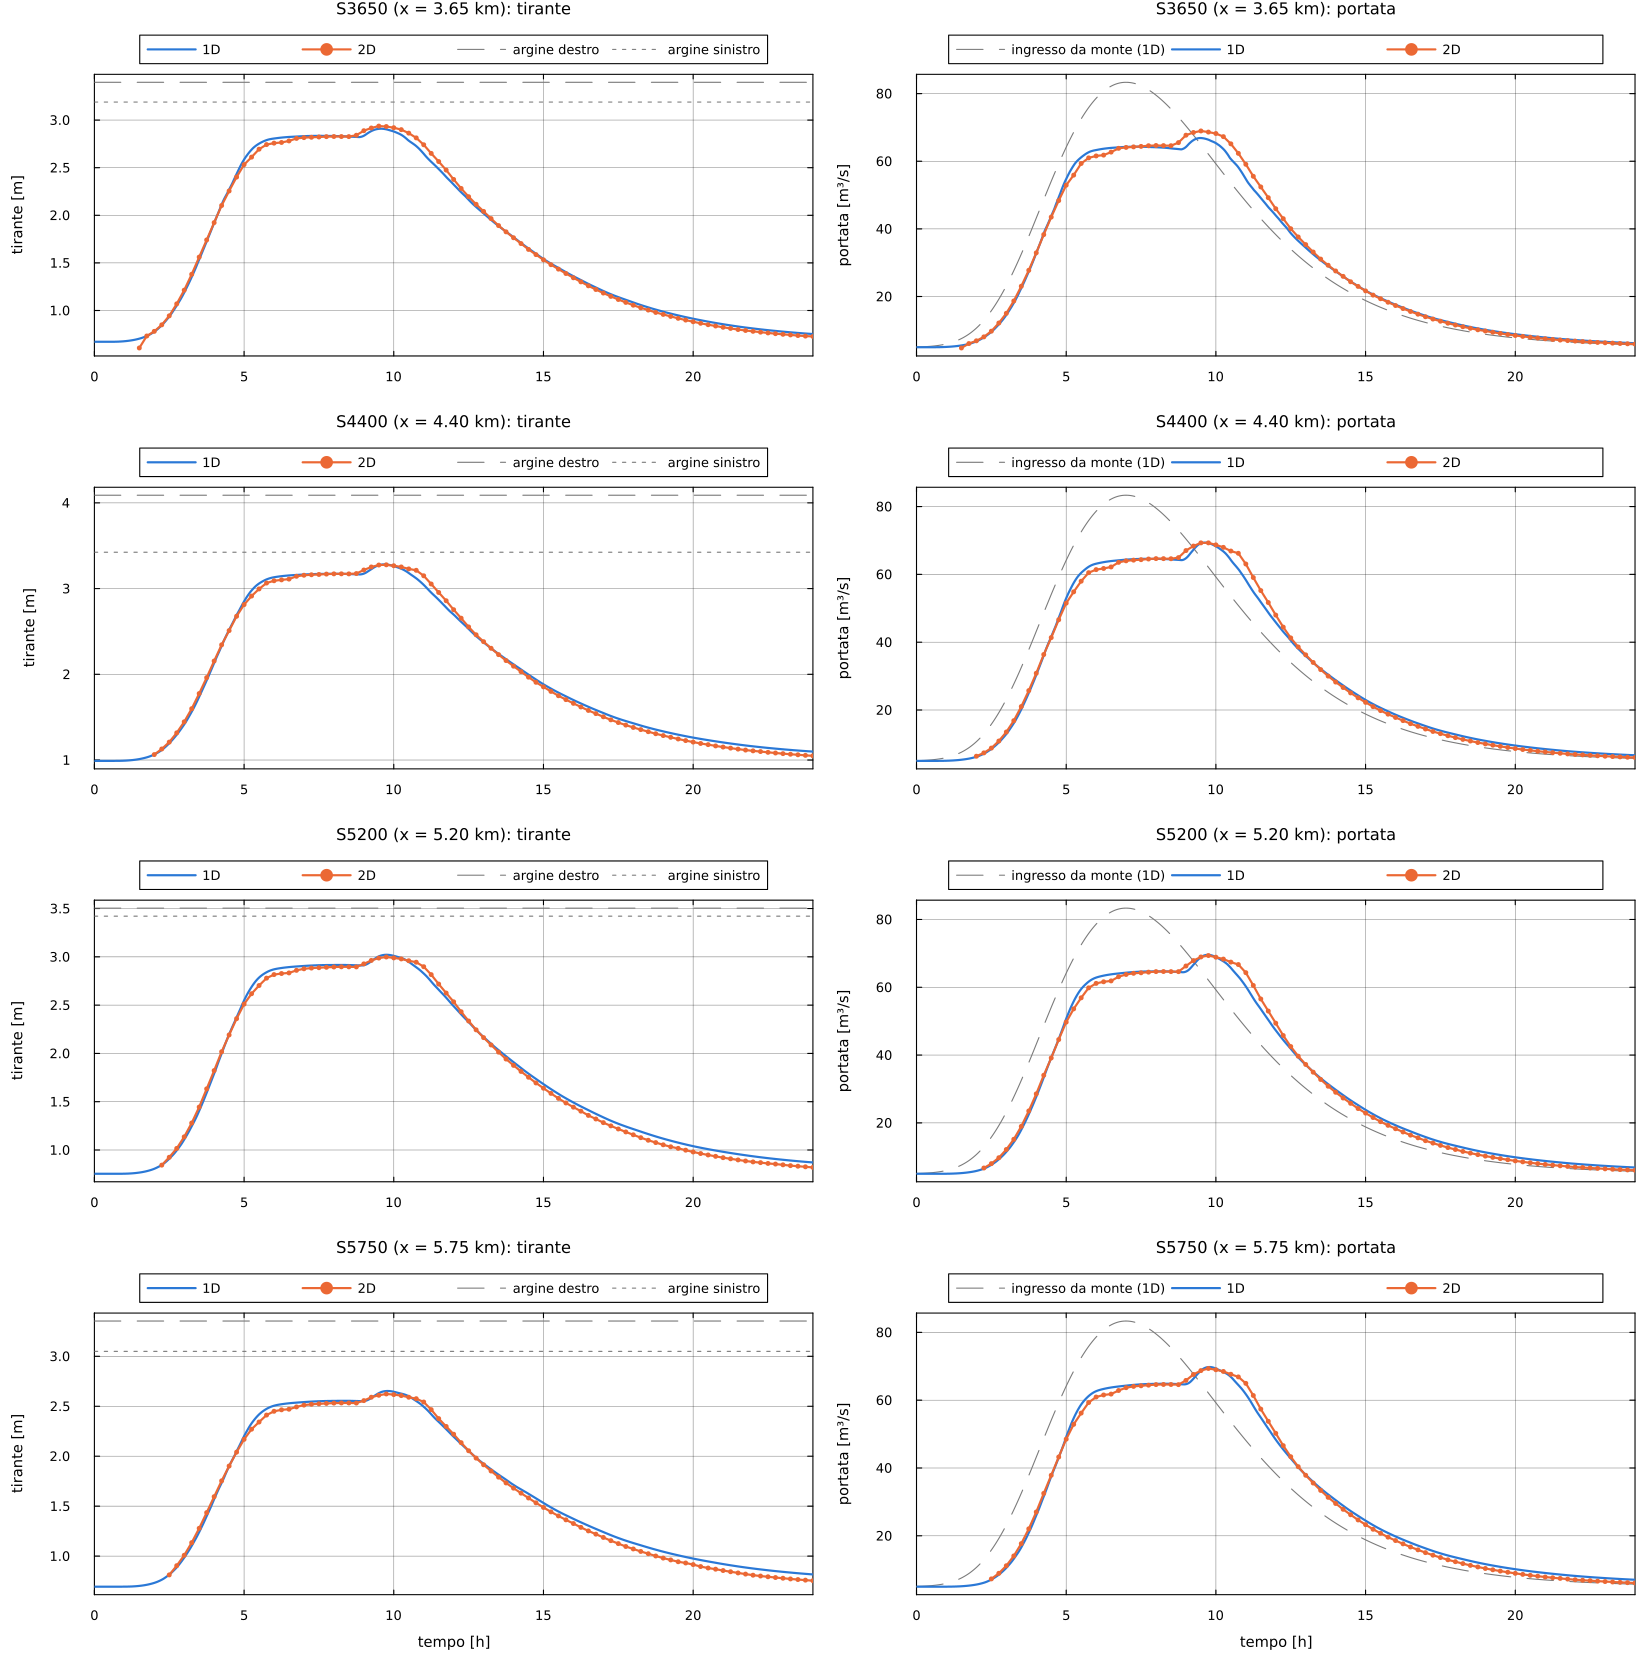 S3650 (x = 3.65 km): tirante
1D 2D argine destro argine sinistro
tirante [m]
3.0
2.5
2.0
1.5
1.0
0 5 10 15 20
S3650 (x = 3.65 km): portata
ingresso da monte (1D) 1D 2D
portata [m³/s]
80
60
40
20
0 5 10 15 20
S4400 (x = 4.40 km): tirante
1D 2D argine destro argine sinistro
tirante [m]
4
3
2
1
0 5 10 15 20
S4400 (x = 4.40 km): portata
ingresso da monte (1D) 1D 2D
portata [m³/s]
80
60
40
20
0 5 10 15 20
S5200 (x = 5.20 km): tirante
1D 2D argine destro argine sinistro
tirante [m]
3.5
3.0
2.5
2.0
1.5
1.0
0 5 10 15 20
S5200 (x = 5.20 km): portata
ingresso da monte (1D) 1D 2D
portata [m³/s]
80
60
40
20
0 5 10 15 20
S5750 (x = 5.75 km): tirante
1D 2D argine destro argine sinistro
tirante [m]
3.0
2.5
2.0
1.5
1.0
0 5 10 15 20
tempo [h]
S5750 (x = 5.75 km): portata
ingresso da monte (1D) 1D 2D
portata [m³/s]
80
60
40
20
0 5 10 15 20
tempo [h]